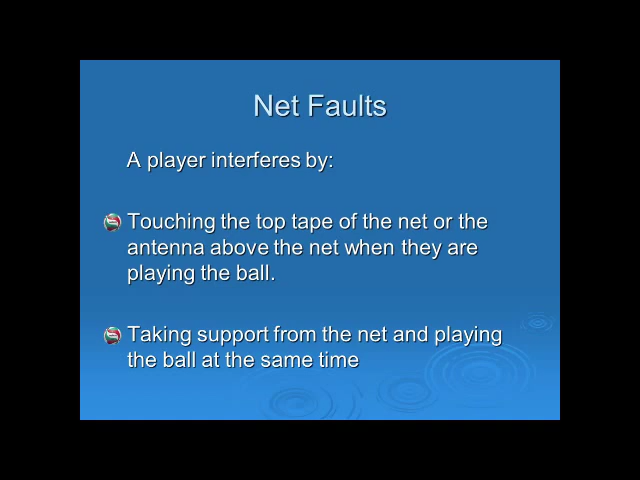 Net Faults
A player interferes by:
Touching the top tape of the net or the
antenna above the net when they are
playing the ball.
Taking support from the net and playing
the ball at the same time